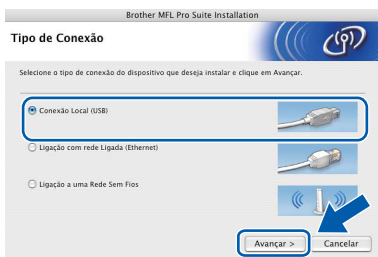 Brother MFL Pro Suite Installation
Tipo de Conexão
Selecione o tipo de conexão do dispositivo que deseja instalar e clique em Avançar.
Conexão Local (USB)
Ligação com rede Ligada (Ethernet)
Ligação a uma Rede Sem Fios
Avançar >
Cancelar